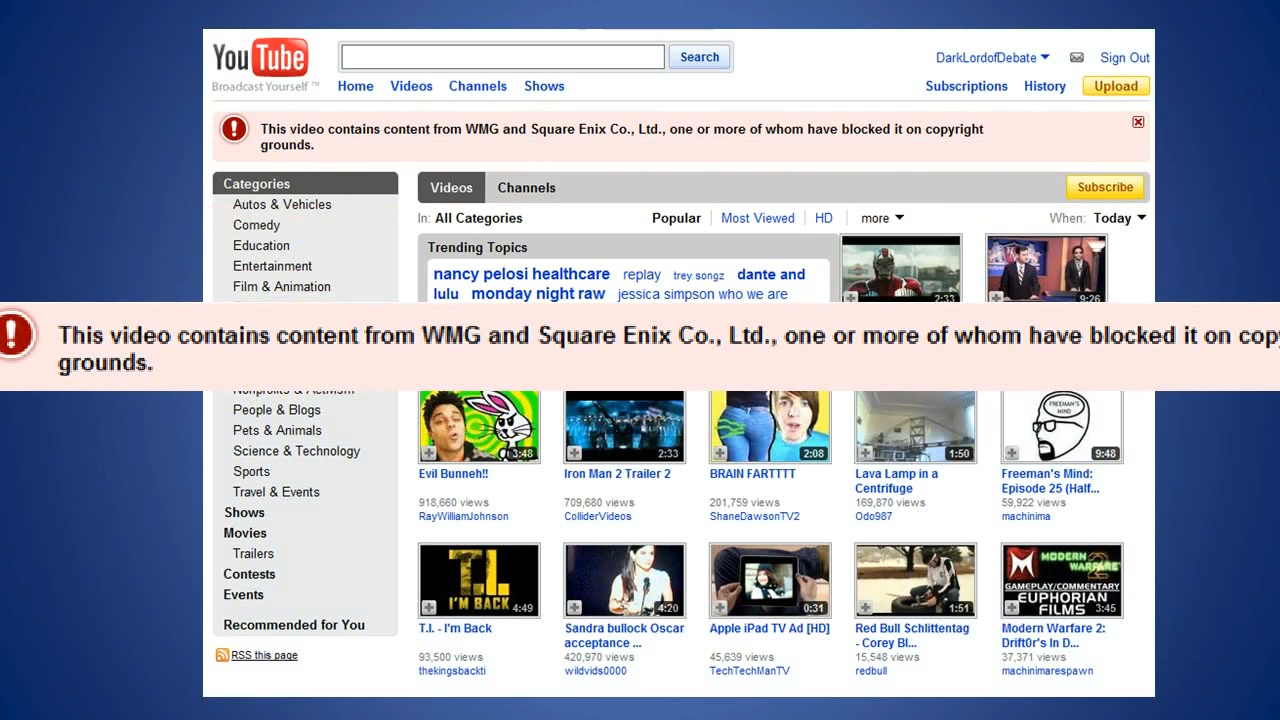 You Tube
Broadcast Yourself ™
Search
DarkLordofDebate
Sign Out
Home Videos Channels Shows
Subscriptions History Upload
This video contains content from WMG and Square Enix Co., Ltd., one or more of whom have blocked it on copyright
grounds.
Categories
Autos & Vehicles
Comedy
Education
Entertainment
Film & Animation
Videos Channels
Subscribe
In: All Categories
Popular Most Viewed HD more
When: Today
Trending Topics
nancy pelosi healthcare replay trey songz dante and
lulu monday night raw jessica simpson who we are
2:33
9:26
This video contains content from WMG and Square Enix Co., Ltd., one or more of whom have blocked it on copy
grounds.
Nonprofits & Activism
People & Blogs
Pets & Animals
Science & Technology
Sports
Travel & Events
Shows
Movies
Trailers
Contests
Events
Recommended for You
RSS this page
3:48
Evil Bunneh!!
918,660 views
RayWilliamJohnson
2:33
Iron Man 2 Trailer 2
709,680 views
ColliderVideos
2:08
BRAIN FARTTTT
201,759 views
ShaneDawsonTV2
1:50
Lava Lamp in a
Centrifuge
169,870 views
Odo987
FREEMAN'S
MIND
9:48
Freeman's Mind:
Episode 25 (Half...
59,922 views
machinima
T.I.
I'M BACK
4:49
T.I. - I'm Back
93,500 views
thekingsbackti
4:20
Sandra bullock Oscar
acceptance ...
420,970 views
wildvids0000
0:31
Apple iPad TV Ad [HD]
45,639 views
TechTechManTV
1:51
Red Bull Schlittentag
- Corey Bl...
15,548 views
redbull
MODERN
WARFARE
2
GAMEPLAY/COMMENTARY
EUPHORIAN
FILMS
3:45
Modern Warfare 2:
Drift0r's In D...
37,371 views
machinimarespawn